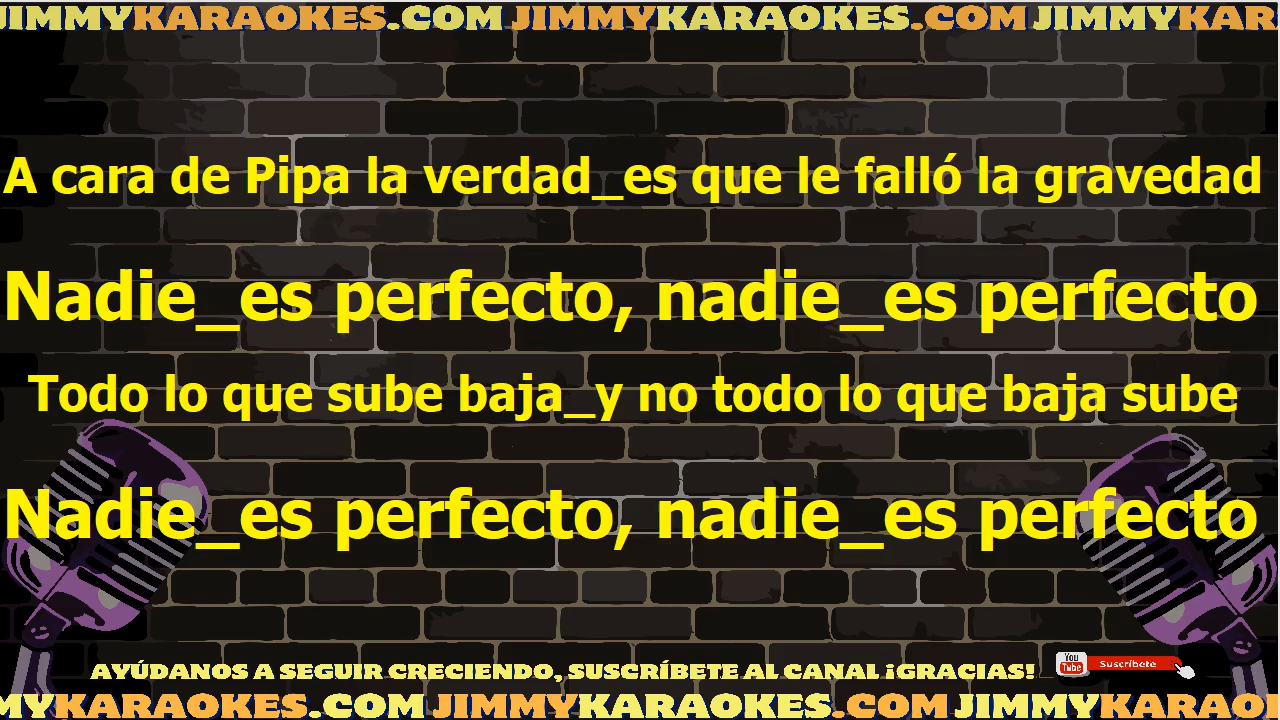 JIMMYKARAOKES.COM JIMMYKARAOKES.COM JIMMYKAR
A cara de Pipa la verdad_es que le falló la gravedad
Nadie_es perfecto, nadie_es perfecto
Todo lo que sube baja_y no todo lo que baja sube
Nadie_es perfecto, nadie_es perfecto
AYÚDANOS A SEGUIR CRECIENDO, SUSCRÍBETE AL CANAL ¡GRACIAS!
You Tube Suscríbete
MYKARAOKES.COM JIMMYKARAOKES.COM JIMMYKARAO